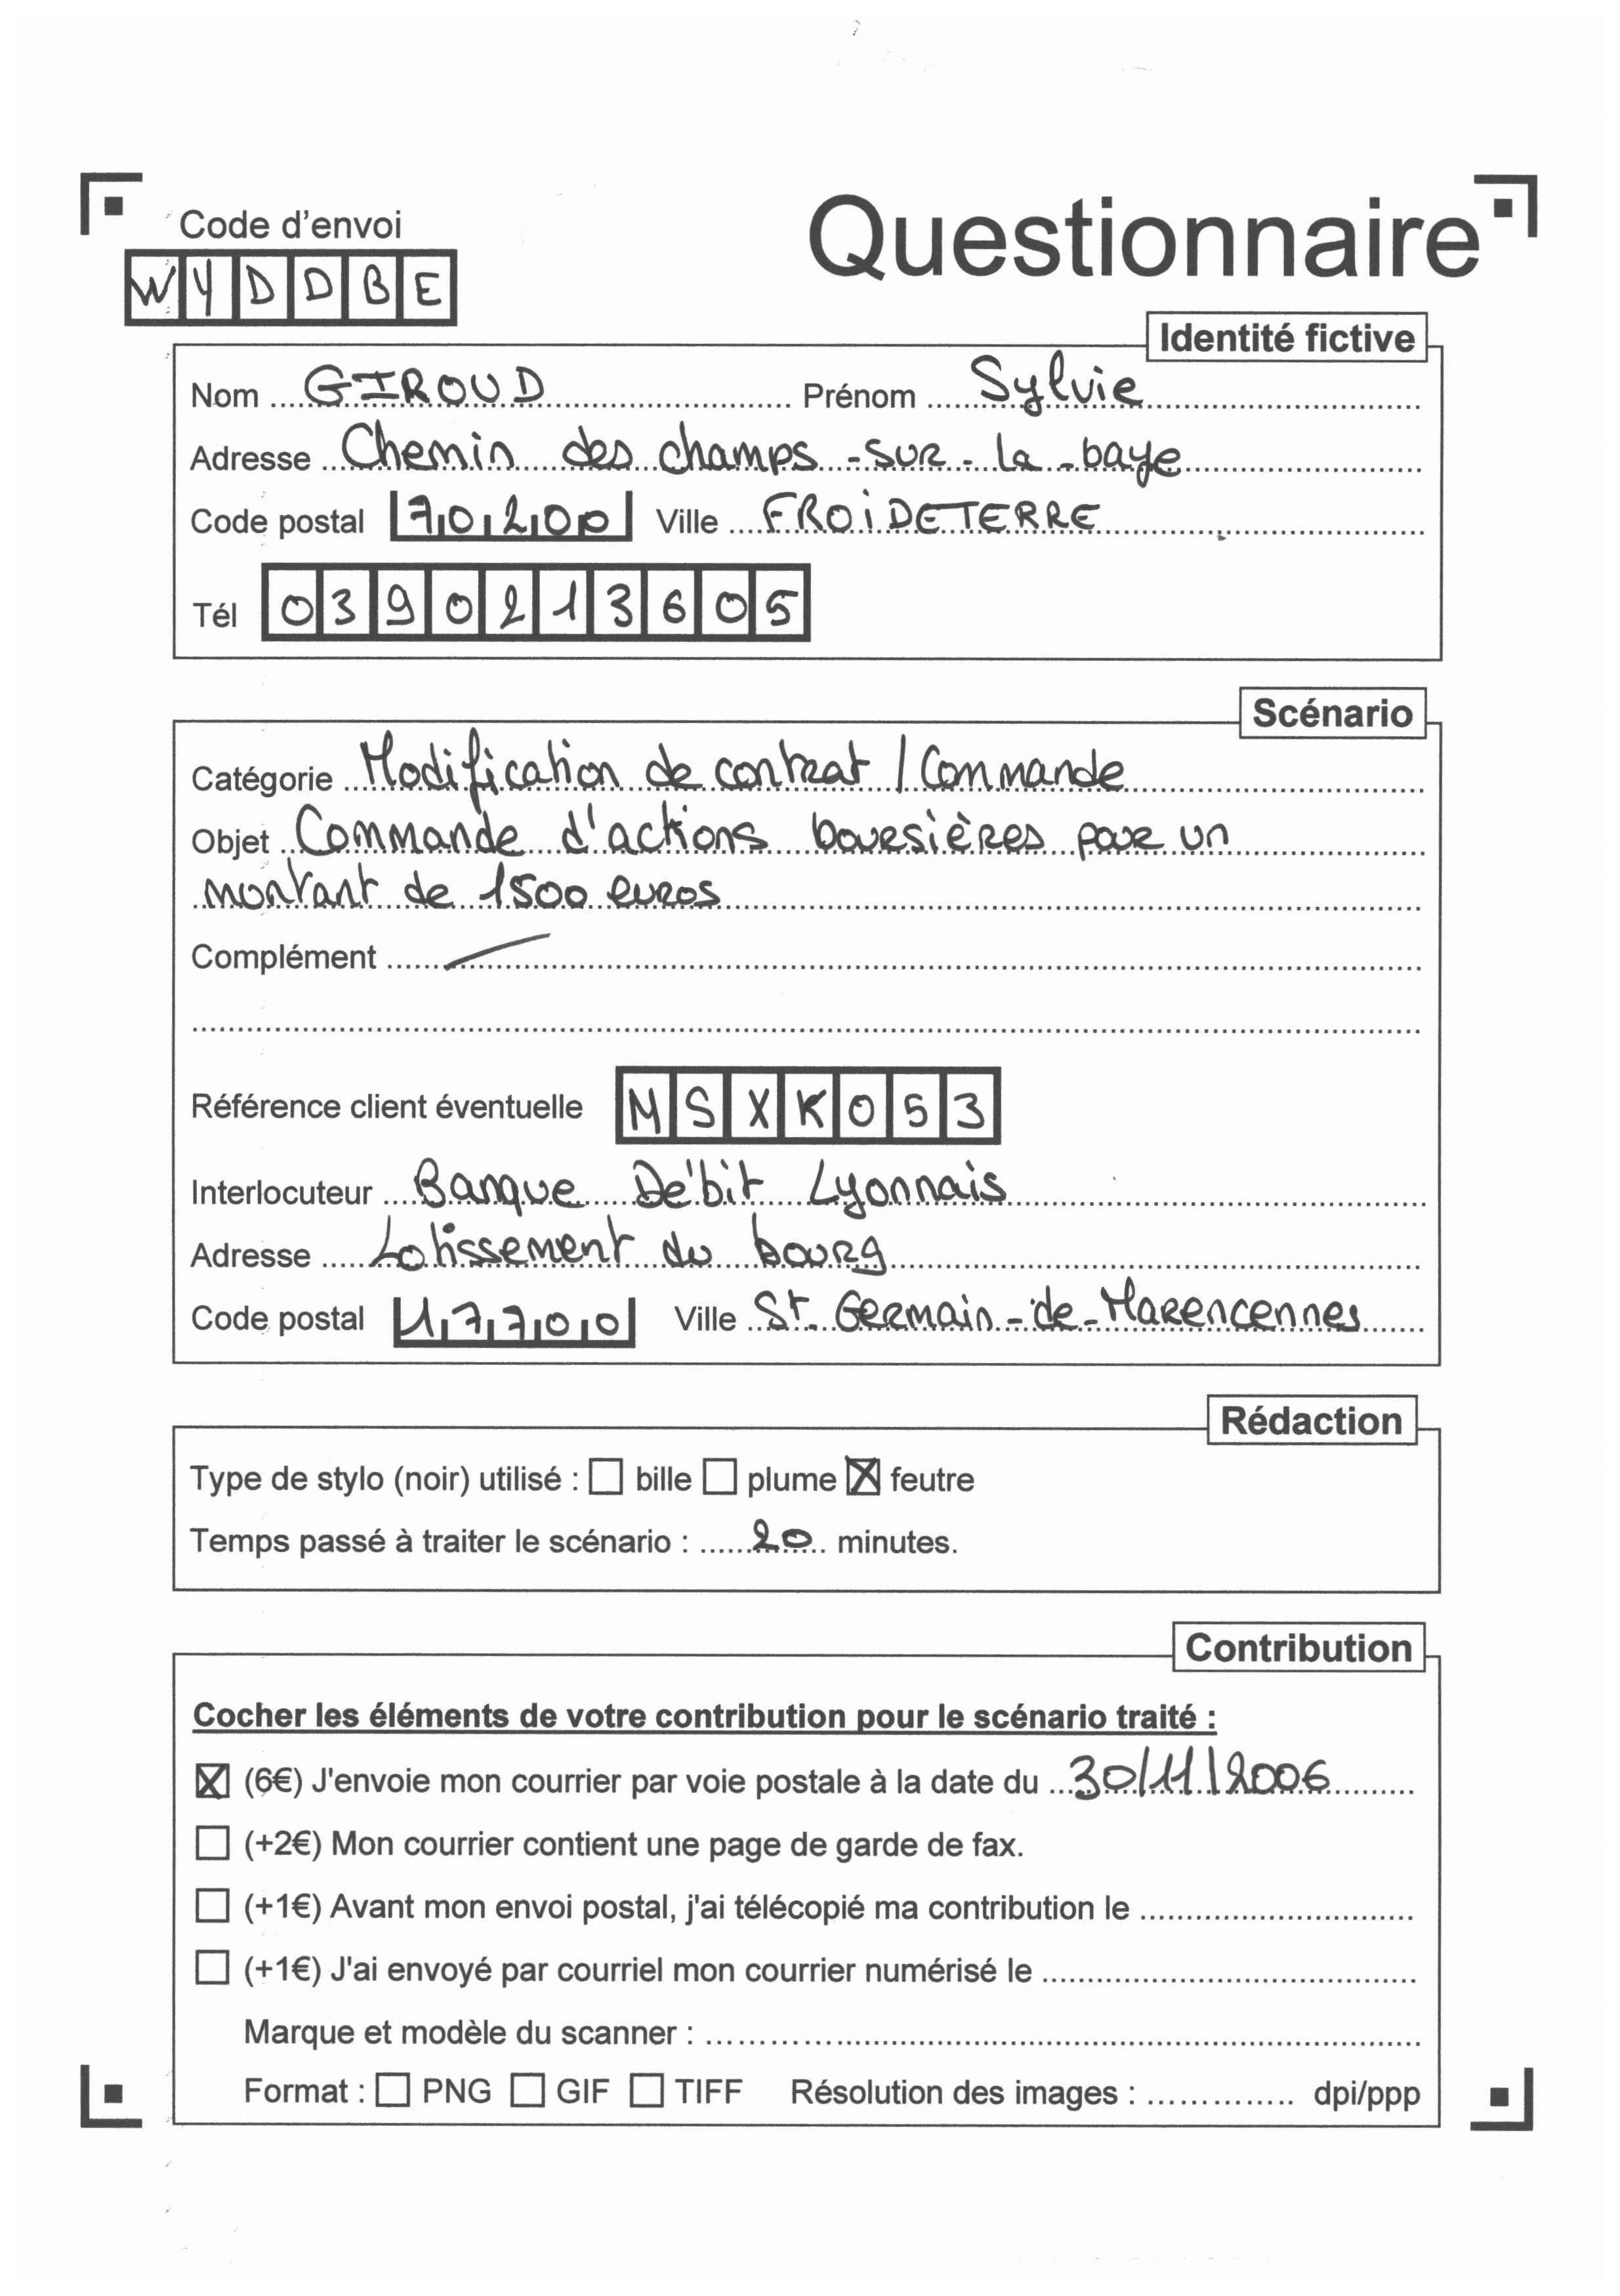 Code d'envoi
Questionnaire
WYDDBE
Identité fictive
Nom GIROUD Prénom Sylvie
Adresse Chemin des champs-sur-la-baye
Code postal 70200 Ville FROIDETERRE
Tél 0390213605
Scénario
Catégorie Modification de contrat / Commande
Objet Commande d'actions boursières pour un
montant de 1500 euros
Complément
Référence client éventuelle MSXK053
Interlocuteur Banque Débit Lyonnais
Adresse Lotissement du bourg
Code postal 17700 Ville St-Germain-de-Marencennes
Rédaction
Type de stylo (noir) utilisé : ☐ bille ☐ plume ☒ feutre
Temps passé à traiter le scénario : 20 minutes.
Contribution
Cocher les éléments de votre contribution pour le scénario traité :
☒ (6€) J'envoie mon courrier par voie postale à la date du 30/11/2006
☐ (+2€) Mon courrier contient une page de garde de fax.
☐ (+1€) Avant mon envoi postal, j'ai télécopié ma contribution le
☐ (+1€) J'ai envoyé par courriel mon courrier numérisé le
Marque et modèle du scanner :
Format : ☐ PNG ☐ GIF ☐ TIFF Résolution des images : dpi/ppp